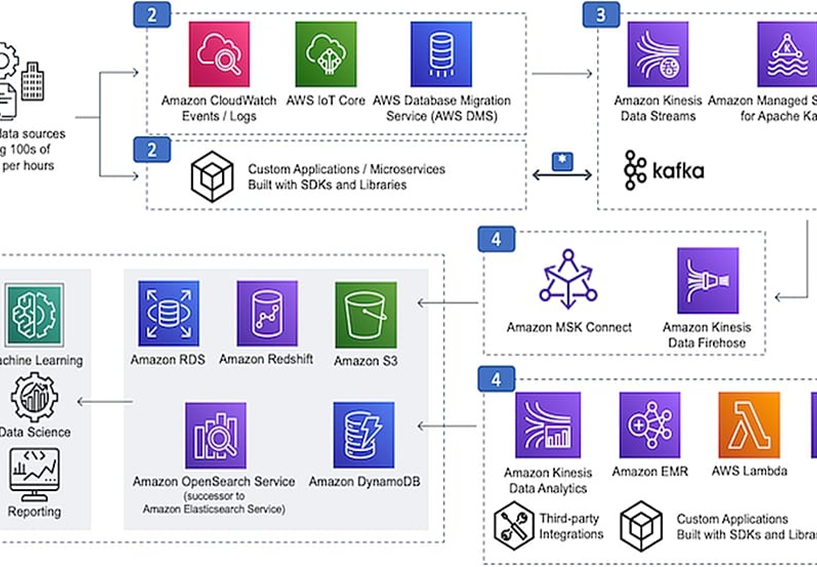 2
Amazon CloudWatch
Events / Logs
AWS IoT Core
AWS Database Migration
Service (AWS DMS)
2
Custom Applications / Microservices
Built with SDKs and Libraries
data sources
100s of
per hours
*
3
Amazon Kinesis
Data Streams
Amazon Managed
for Apache
kafka
4
Amazon MSK Connect
Amazon Kinesis
Data Firehose
4
Amazon Kinesis
Data Analytics
Amazon EMR
AWS Lambda
Third-party
Integrations
Custom Applications
Built with SDKs and
Amazon RDS
Amazon Redshift
Amazon S3
Amazon OpenSearch Service
(successor to
Amazon Elasticsearch Service)
Amazon DynamoDB
Learning
Data Science
Reporting